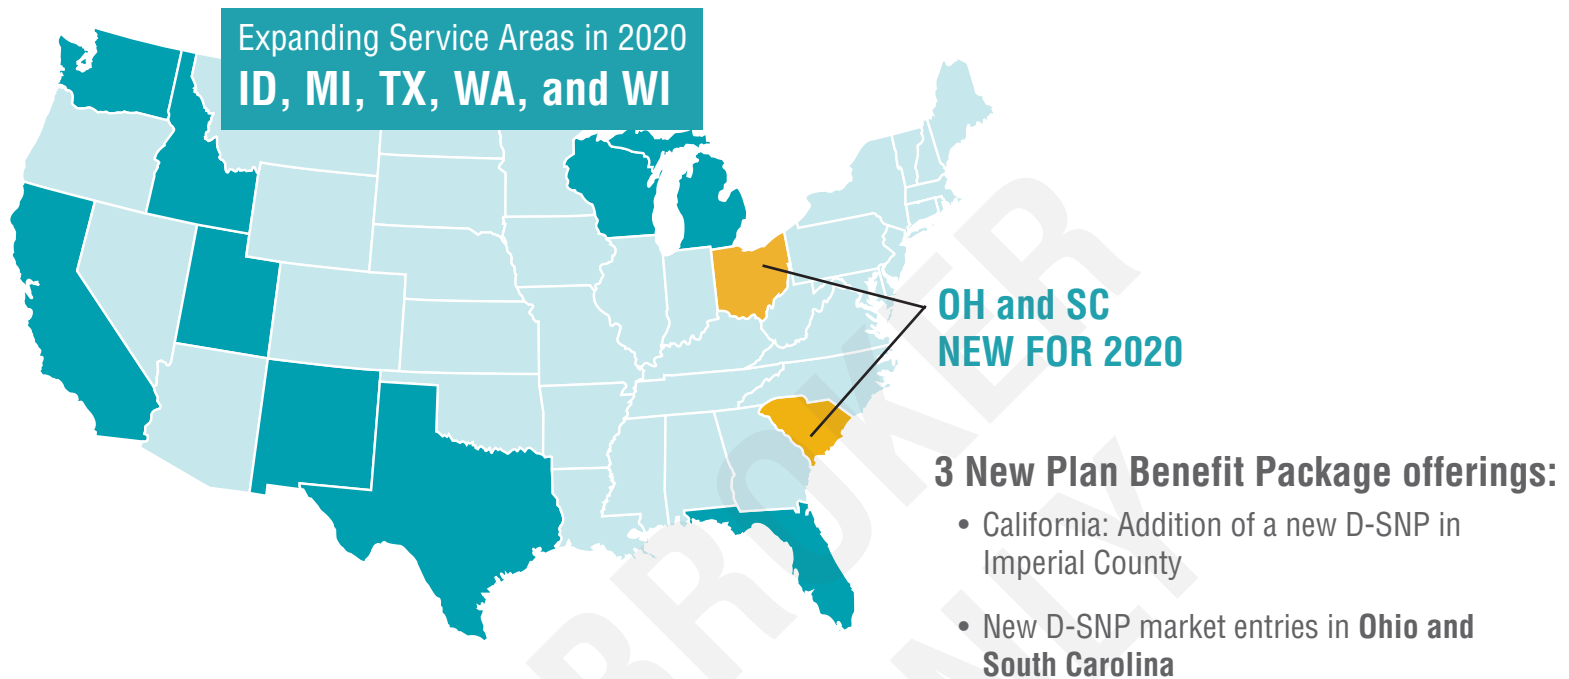 Expanding Service Areas in 2020
ID, MI, TX, WA, and WI
OH and SC
NEW FOR 2020
3 New Plan Benefit Package offerings:
• California: Addition of a new D-SNP in
Imperial County
• New D-SNP market entries in Ohio and
South Carolina
BROKER
ONLY